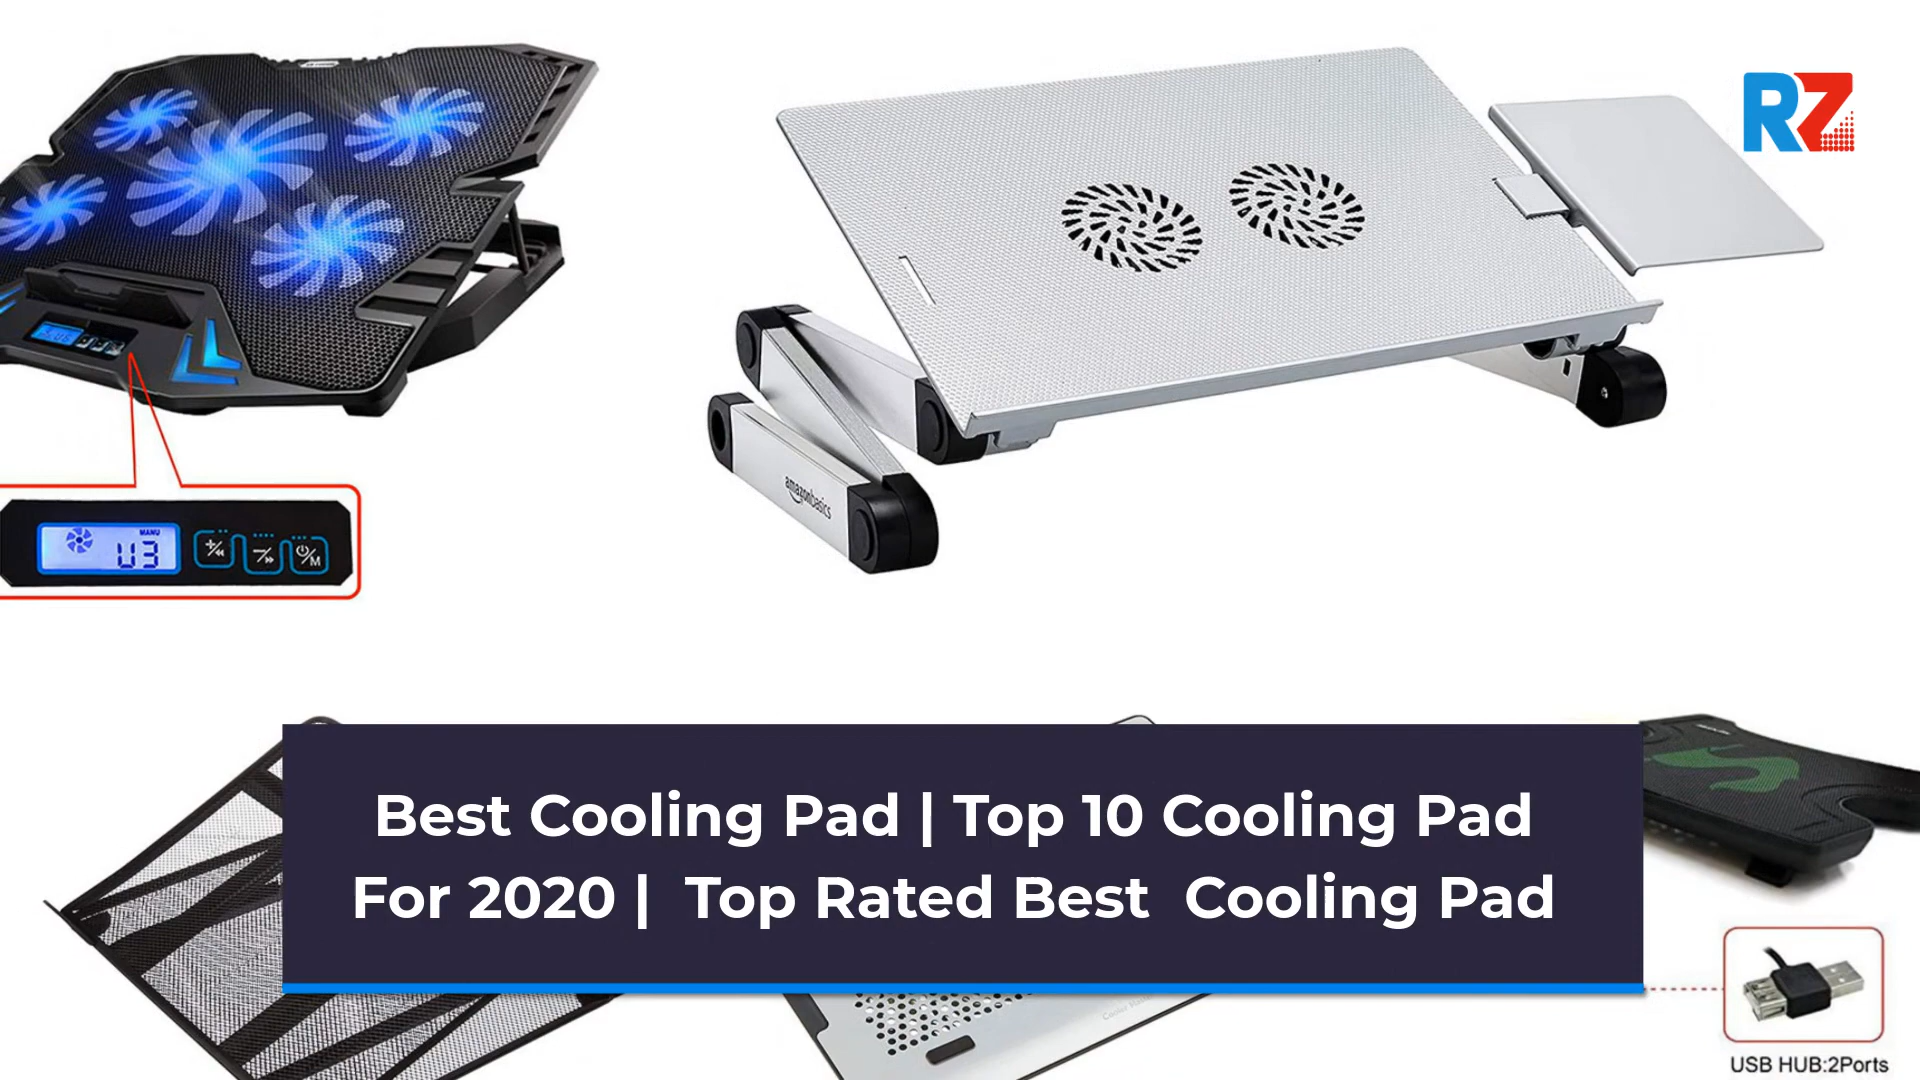 RZ
amazonbasics
MANU
U3
M
Best Cooling Pad | Top 10 Cooling Pad
For 2020 |  Top Rated Best  Cooling Pad
Cooler
USB HUB:2Ports